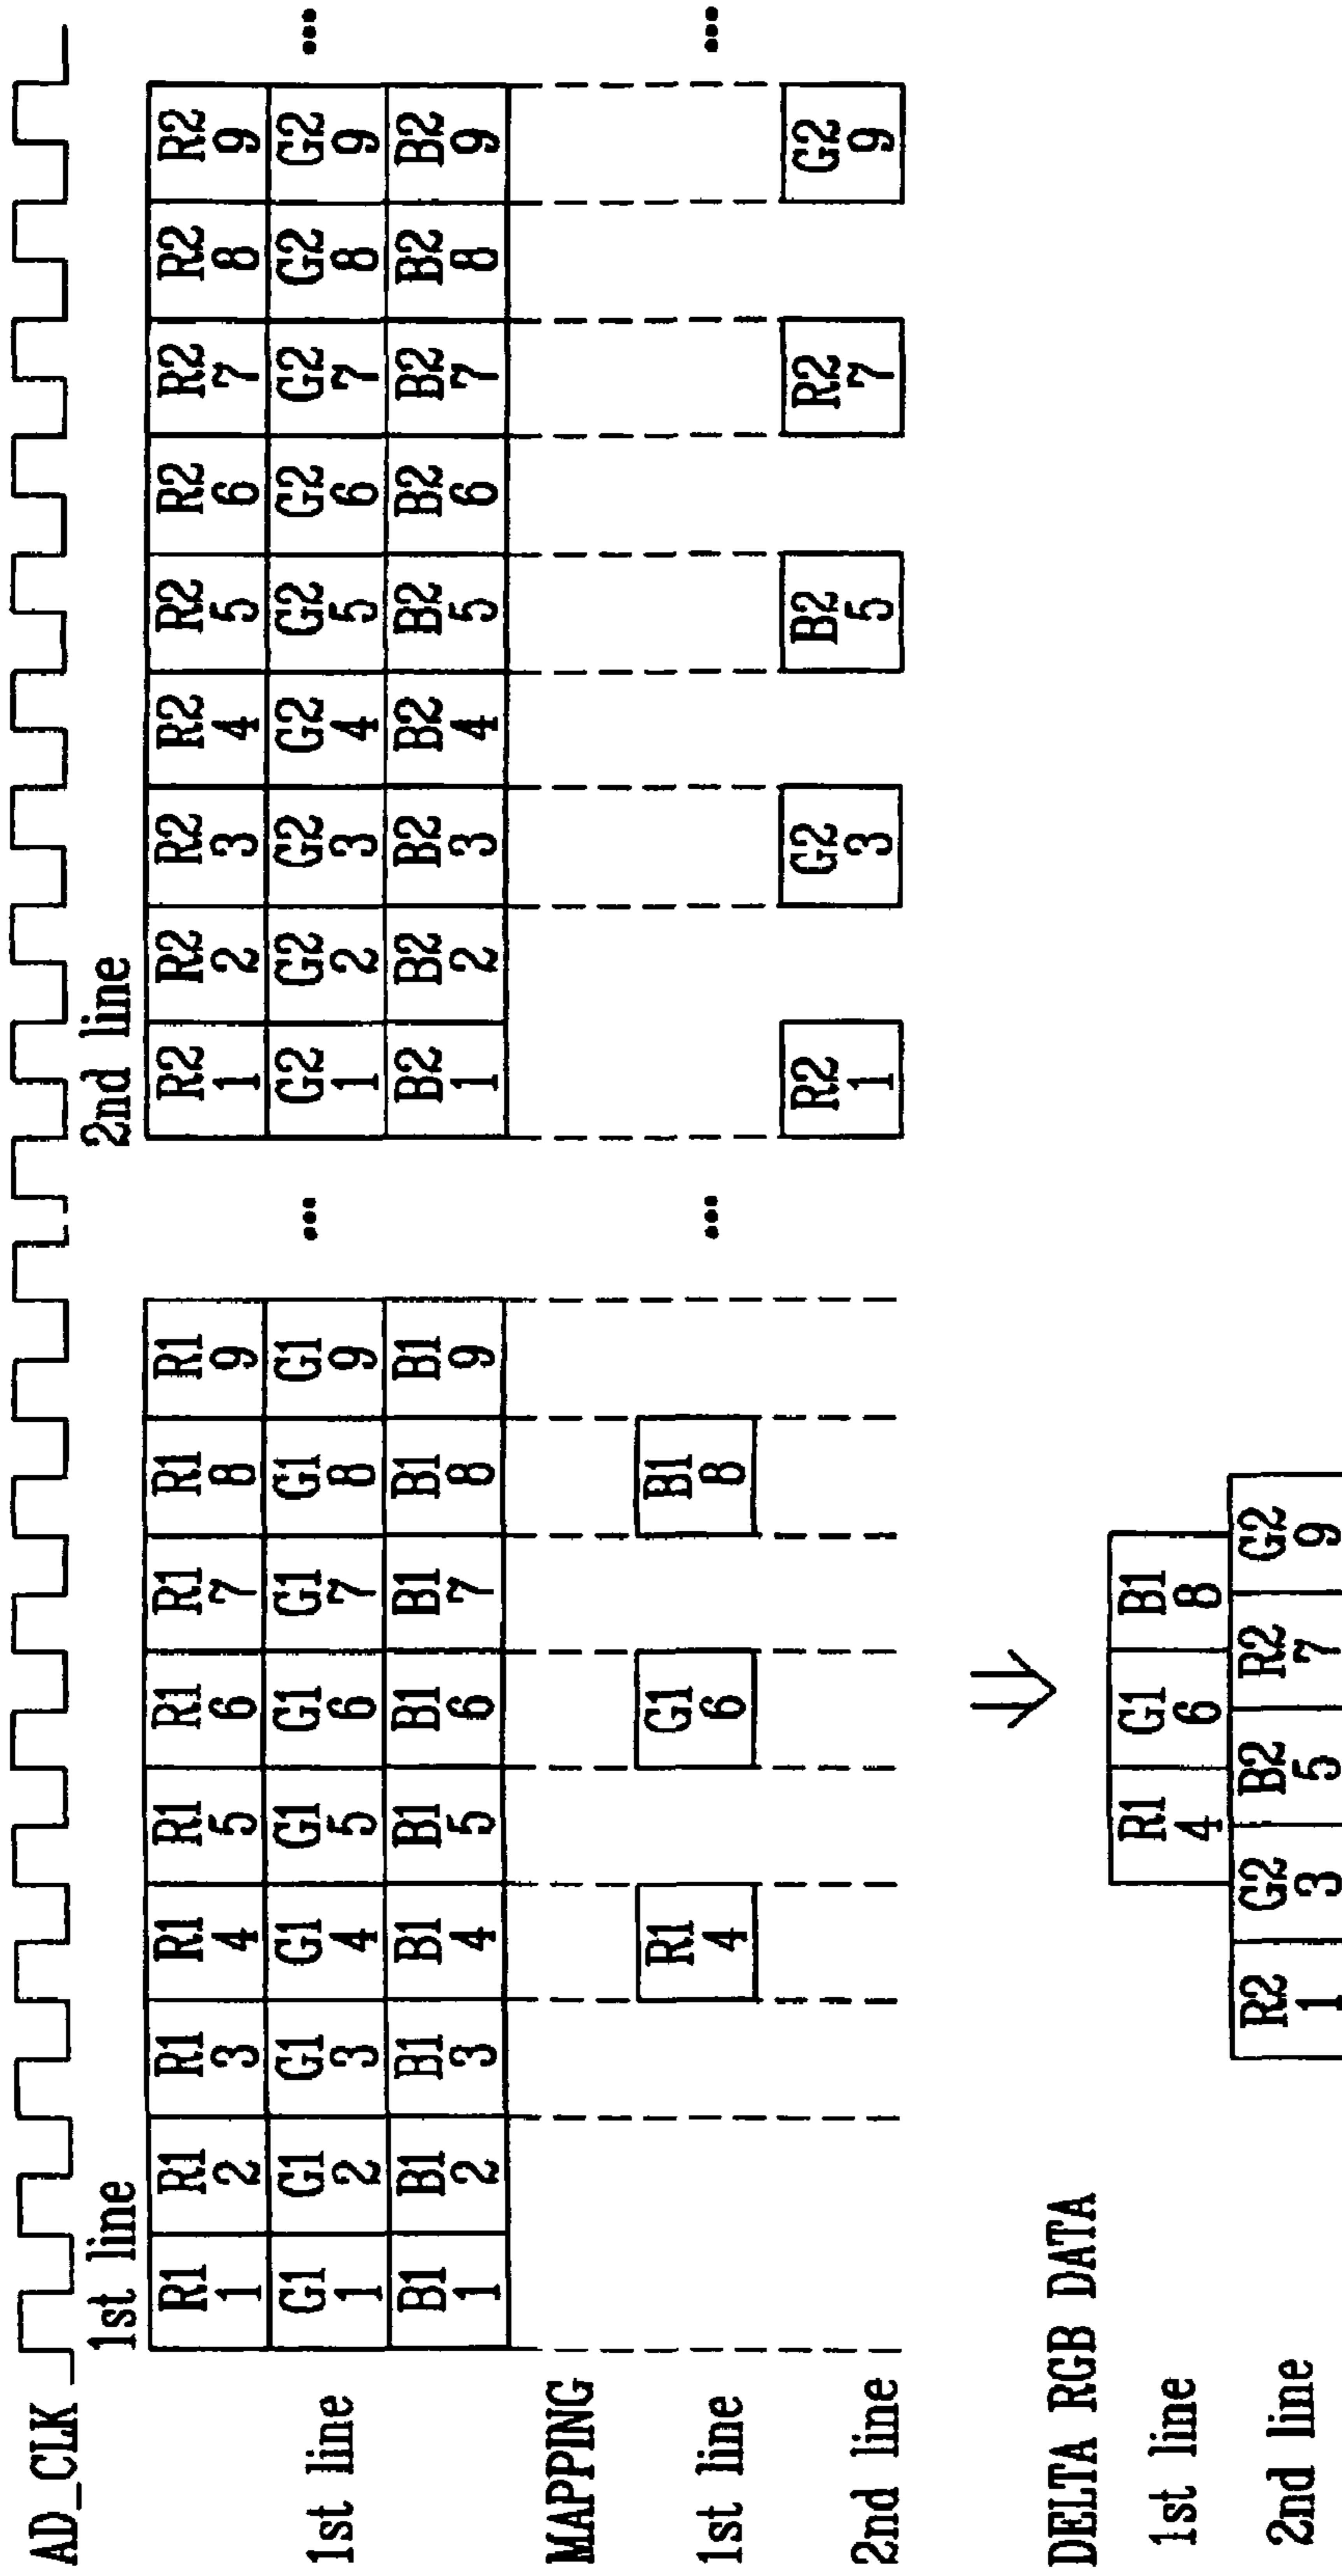 AD_CLK
1st line 2nd line
R1 1 R1 2 R1 3 R1 4 R1 5 R1 6 R1 7 R1 8 R1 9 R2 1 R2 2 R2 3 R2 4 R2 5 R2 6 R2 7 R2 8 R2 9
1st line G1 1 G1 2 G1 3 G1 4 G1 5 G1 6 G1 7 G1 8 G1 9 ... G2 1 G2 2 G2 3 G2 4 G2 5 G2 6 G2 7 G2 8 G2 9 ...
B1 1 B1 2 B1 3 B1 4 B1 5 B1 6 B1 7 B1 8 B1 9 B2 1 B2 2 B2 3 B2 4 B2 5 B2 6 B2 7 B2 8 B2 9
MAPPING
1st line R1 4 G1 6 B1 8 ... ...
2nd line R2 1 G2 3 B2 5 R2 7 G2 9
DELTA RGB DATA
1st line R1 4 G1 6 B1 8
2nd line R2 1 G2 3 B2 5 R2 7 G2 9